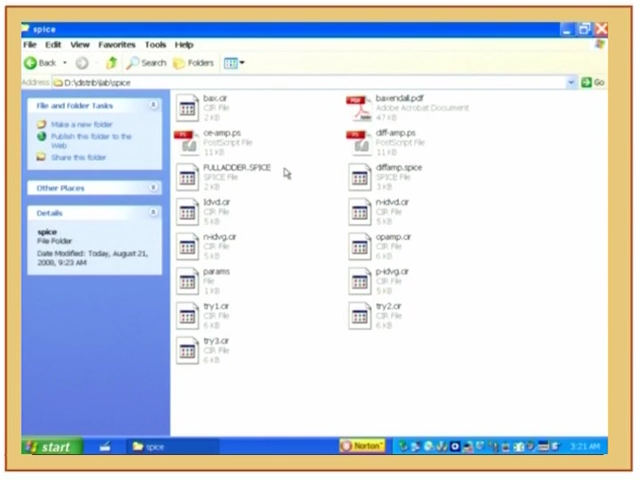 spice
File Edit View Favorites Tools Help
Back Search Folders
Address D:\distrib\lab\spice Go
File and Folder Tasks
Make a new folder
Publish this folder to the
Web
Share this folder
Other Places
Details
spice
File Folder
Date Modified: Today, August 21,
2008, 9:23 AM
bax.cir
CIR File
2 KB
baxendall.pdf
Adobe Acrobat Document
47 KB
ce-amp.ps
PostScript File
11 KB
diff-amp.ps
PostScript File
11 KB
FULLADDER.SPICE
SPICE File
2 KB
diffamp.spice
SPICE File
CIR File
5 KB
n-idvd.cir
CIR File
5 KB
n-idvg.cir
CIR File
5 KB
opamp.cir
CIR File
6 KB
params
File
1 KB
p-idvg.cir
CIR File
5 KB
try1.cir
CIR File
6 KB
try2.cir
CIR File
6 KB
try3.cir
CIR File
6 KB
start spice Norton 3:21 AM